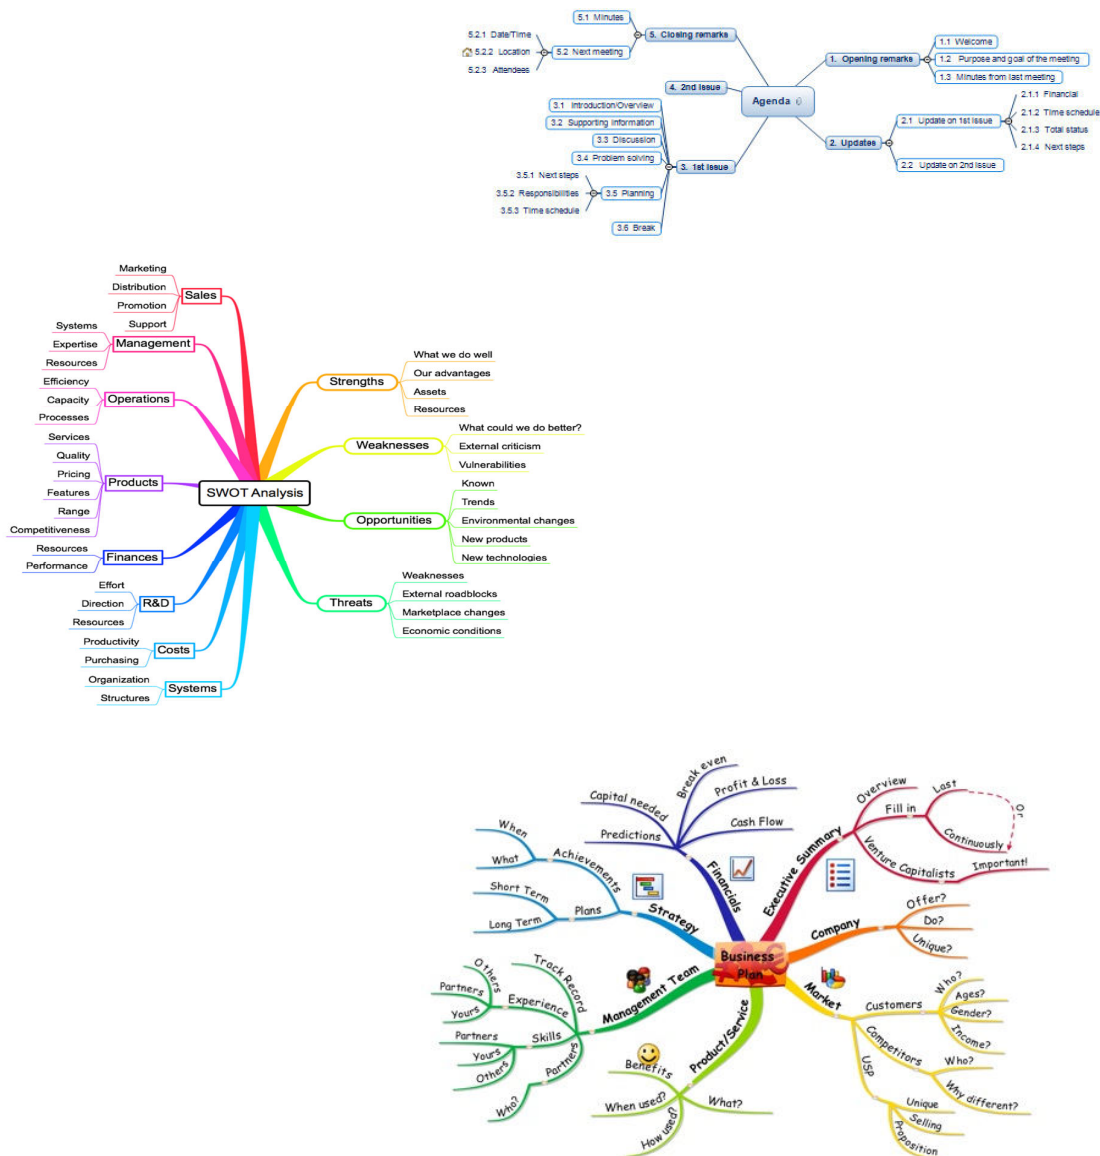 5.1 Minutes
5.2.1 Date/Time
5. Closing remarks
5.2.2 Location
5.2 Next meeting
5.2.3 Attendees
1.1 Welcome
1. Opening remarks
1.2 Purpose and goal of the meeting
1.3 Minutes from last meeting
4. 2nd Issue
Agenda
3.1 Introduction/Overview
3.2 Supporting Information
3.3 Discussion
3.4 Problem solving
3. 1st Issue
3.5.1 Next steps
3.5.2 Responsibilities
3.5 Planning
3.5.3 Time schedule
3.6 Break
2.1.1 Financial
2.1.2 Time schedule
2.1 Update on 1st Issue
2.1.3 Total status
2. Updates
2.1.4 Next steps
2.2 Update on 2nd Issue
Marketing
Distribution
Sales
Promotion
Support
Systems
Management
Expertise
Resources
Efficiency
Operations
Capacity
Processes
Services
Quality
Pricing
Products
Features
Range
Competitiveness
SWOT Analysis
Resources
Finances
Performance
Effort
R&D
Direction
Resources
Productivity
Costs
Purchasing
Organization
Systems
Structures
Strengths
What we do well
Our advantages
Assets
Resources
Weaknesses
What could we do better?
External criticism
Vulnerabilities
Opportunities
Known
Trends
Environmental changes
New products
New technologies
Threats
Weaknesses
External roadblocks
Marketplace changes
Economic conditions
Business
Plan
Financials
Break even
Capital needed
Profit & Loss
Predictions
Cash Flow
Executive Summary
Overview
Fill in
Last
Or
Continuously
Venture Capitalists
Important!
Company
Offer?
Do?
Unique?
Market
Customers
Who?
Ages?
Gender?
Income?
Competitors
Who?
Why different?
USP
Unique
Selling
Proposition
Product/Service
Benefits
When used?
How used?
What?
Management Team
Track Record
Experience
Others
Partners
Yours
Skills
Partners
Yours
Others
Partners
Who?
Strategy
Achievements
When
What
Plans
Short Term
Long Term